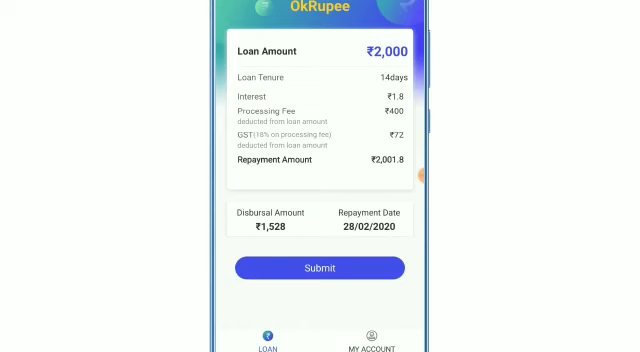 OkRupee
Loan Amount ₹2,000
Loan Tenure 14days
Interest ₹1.8
Processing Fee ₹400
deducted from loan amount
GST(18% on processing fee) ₹72
deducted from loan amount
Repayment Amount ₹2,001.8
Disbursal Amount Repayment Date
₹1,528 28/02/2020
Submit
LOAN MY ACCOUNT